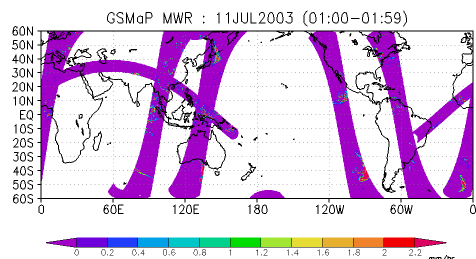 GSMaP MWR : 11JUL2003 (01:00-01:59)
60N
50N
40N
30N
20N
10N
EQ
10S
20S
30S
40S
50S
60S
0 60E 120E 180 120W 60W 0
0 0.2 0.4 0.6 0.8 1 1.2 1.4 1.6 1.8 2 2.2
mm/hr